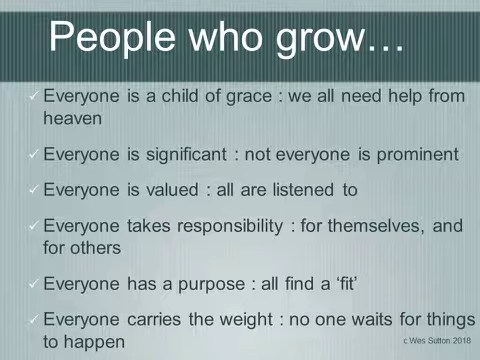 People who grow…
Everyone is a child of grace : we all need help from
heaven
Everyone is significant : not everyone is prominent
Everyone is valued : all are listened to
Everyone takes responsibility : for themselves, and
for others
Everyone has a purpose : all find a ‘fit’
Everyone carries the weight : no one waits for things
to happen
c Wes Sutton 2018